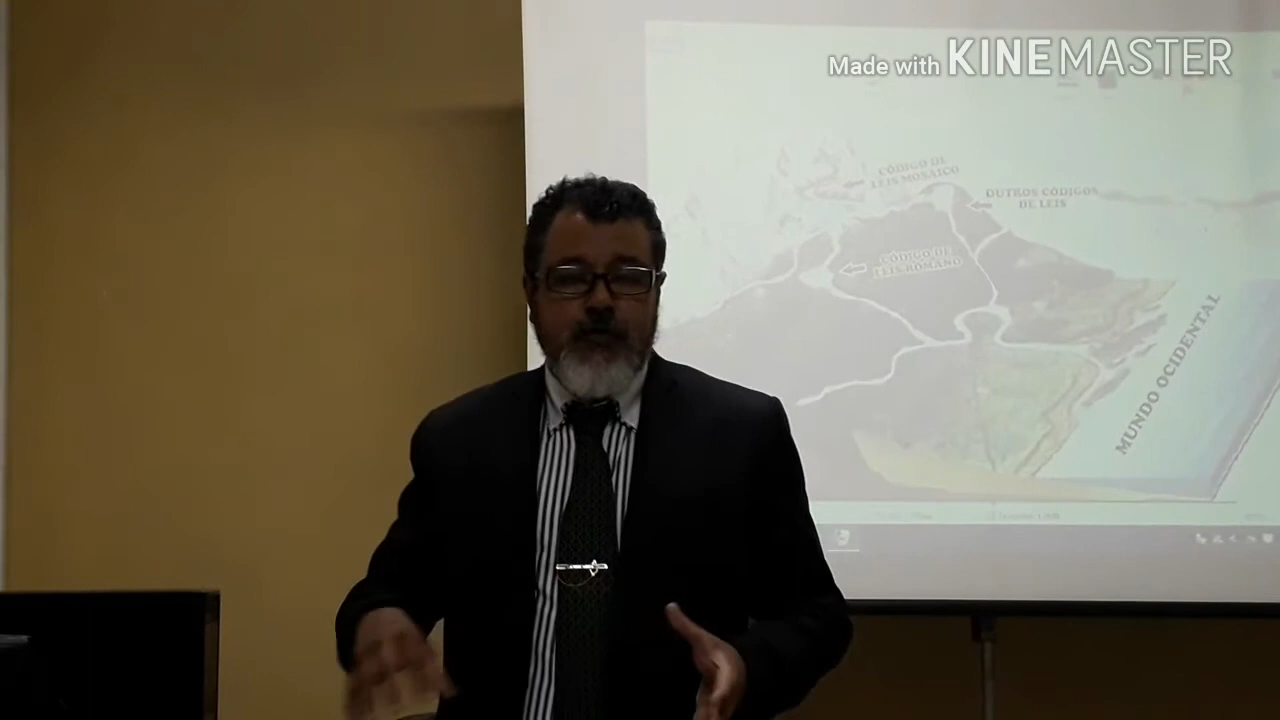 Made with KINEMASTER
CÓDIGO DE
LEIS MOSAICO
OUTROS CÓDIGOS
DE LEIS
CÓDIGO DE
LEIS ROMANO
MUNDO OCIDENTAL